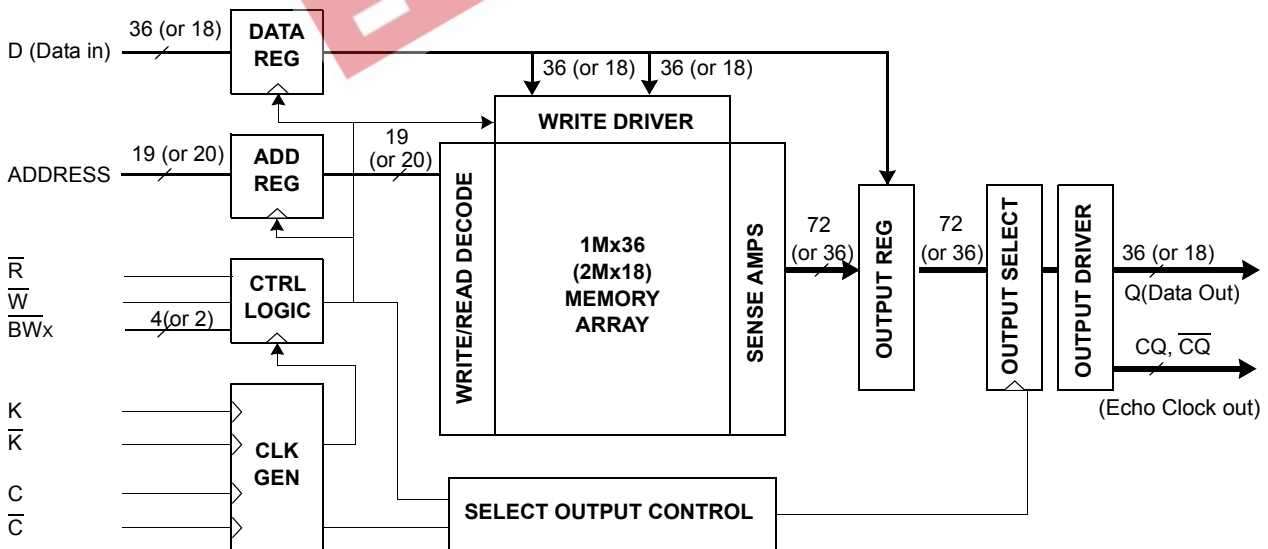 36 (or 18)
D (Data in)
DATA
REG
36 (or 18)
36 (or 18)
WRITE DRIVER
19 (or 20)
ADDRESS
ADD
REG
19
(or 20)
WRITE/READ DECODE
1Mx36
(2Mx18)
MEMORY
ARRAY
SENSE AMPS
72
(or 36)
OUTPUT REG
72
(or 36)
OUTPUT SELECT
OUTPUT DRIVER
36 (or 18)
Q(Data Out)
CQ, C̅Q̅
(Echo Clock out)
R̅
W̅
B̅W̅x
4(or 2)
CTRL
LOGIC
K
K̅
C
C̅
CLK
GEN
SELECT OUTPUT CONTROL